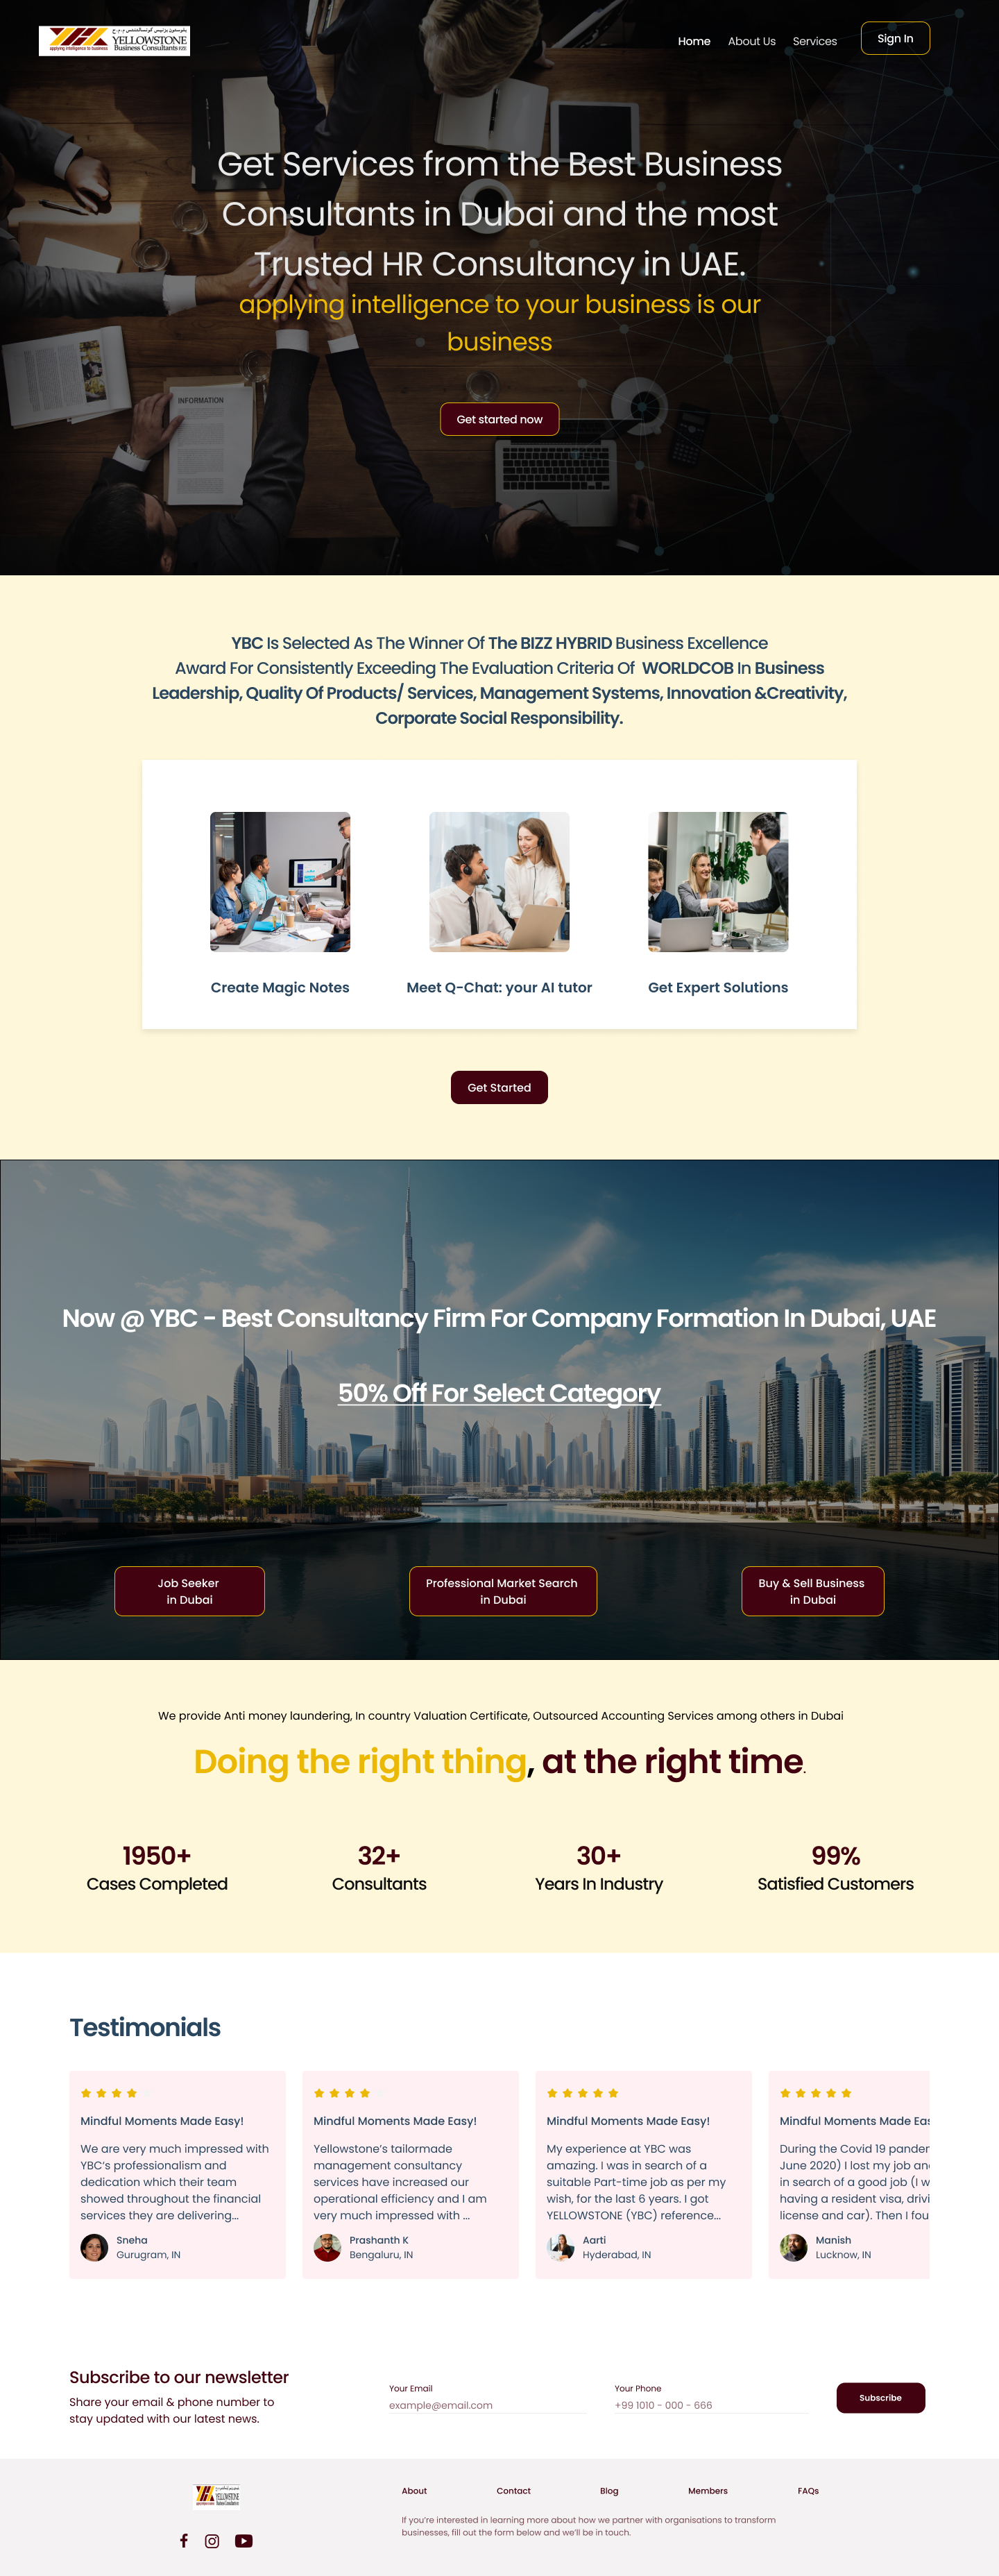 YELLOWSTONE
Business Consultants
applying intelligence to business
Home About Us Services Sign In
Get Services from the Best Business
Consultants in Dubai and the most
Trusted HR Consultancy in UAE.
applying intelligence to your business is our
business
INFORMATION
Get started now
YBC Is Selected As The Winner Of The BIZZ HYBRID Business Excellence
Award For Consistently Exceeding The Evaluation Criteria Of WORLDCOB In Business
Leadership, Quality Of Products/ Services, Management Systems, Innovation &Creativity,
Corporate Social Responsibility.
Create Magic Notes
Meet Q-Chat: your AI tutor
Get Expert Solutions
Get Started
Now @ YBC - Best Consultancy Firm For Company Formation In Dubai, UAE
50% Off For Select Category
Job Seeker
in Dubai
Professional Market Search
in Dubai
Buy & Sell Business
in Dubai
We provide Anti money laundering, In country Valuation Certificate, Outsourced Accounting Services among others in Dubai
Doing the right thing, at the right time.
1950+
Cases Completed
32+
Consultants
30+
Years In Industry
99%
Satisfied Customers
Testimonials
Mindful Moments Made Easy!
We are very much impressed with
YBC's professionalism and
dedication which their team
showed throughout the financial
services they are delivering...
Sneha
Gurugram, IN
Mindful Moments Made Easy!
Yellowstone's tailormade
management consultancy
services have increased our
operational efficiency and I am
very much impressed with ...
Prashanth K
Bengaluru, IN
Mindful Moments Made Easy!
My experience at YBC was
amazing. I was in search of a
suitable Part-time job as per my
wish, for the last 6 years. I got
YELLOWSTONE (YBC) reference...
Aarti
Hyderabad, IN
Mindful Moments Made Eas
During the Covid 19 pander
June 2020) I lost my job an
in search of a good job (I w
having a resident visa, drivi
license and car). Then I fou
Manish
Lucknow, IN
Subscribe to our newsletter
Share your email & phone number to
stay updated with our latest news.
Your Email
example@email.com
Your Phone
+99 1010 - 000 - 666
Subscribe
YELLOWSTONE
About Contact Blog Members FAQs
If you're interested in learning more about how we partner with organisations to transform
businesses, fill out the form below and we'll be in touch.